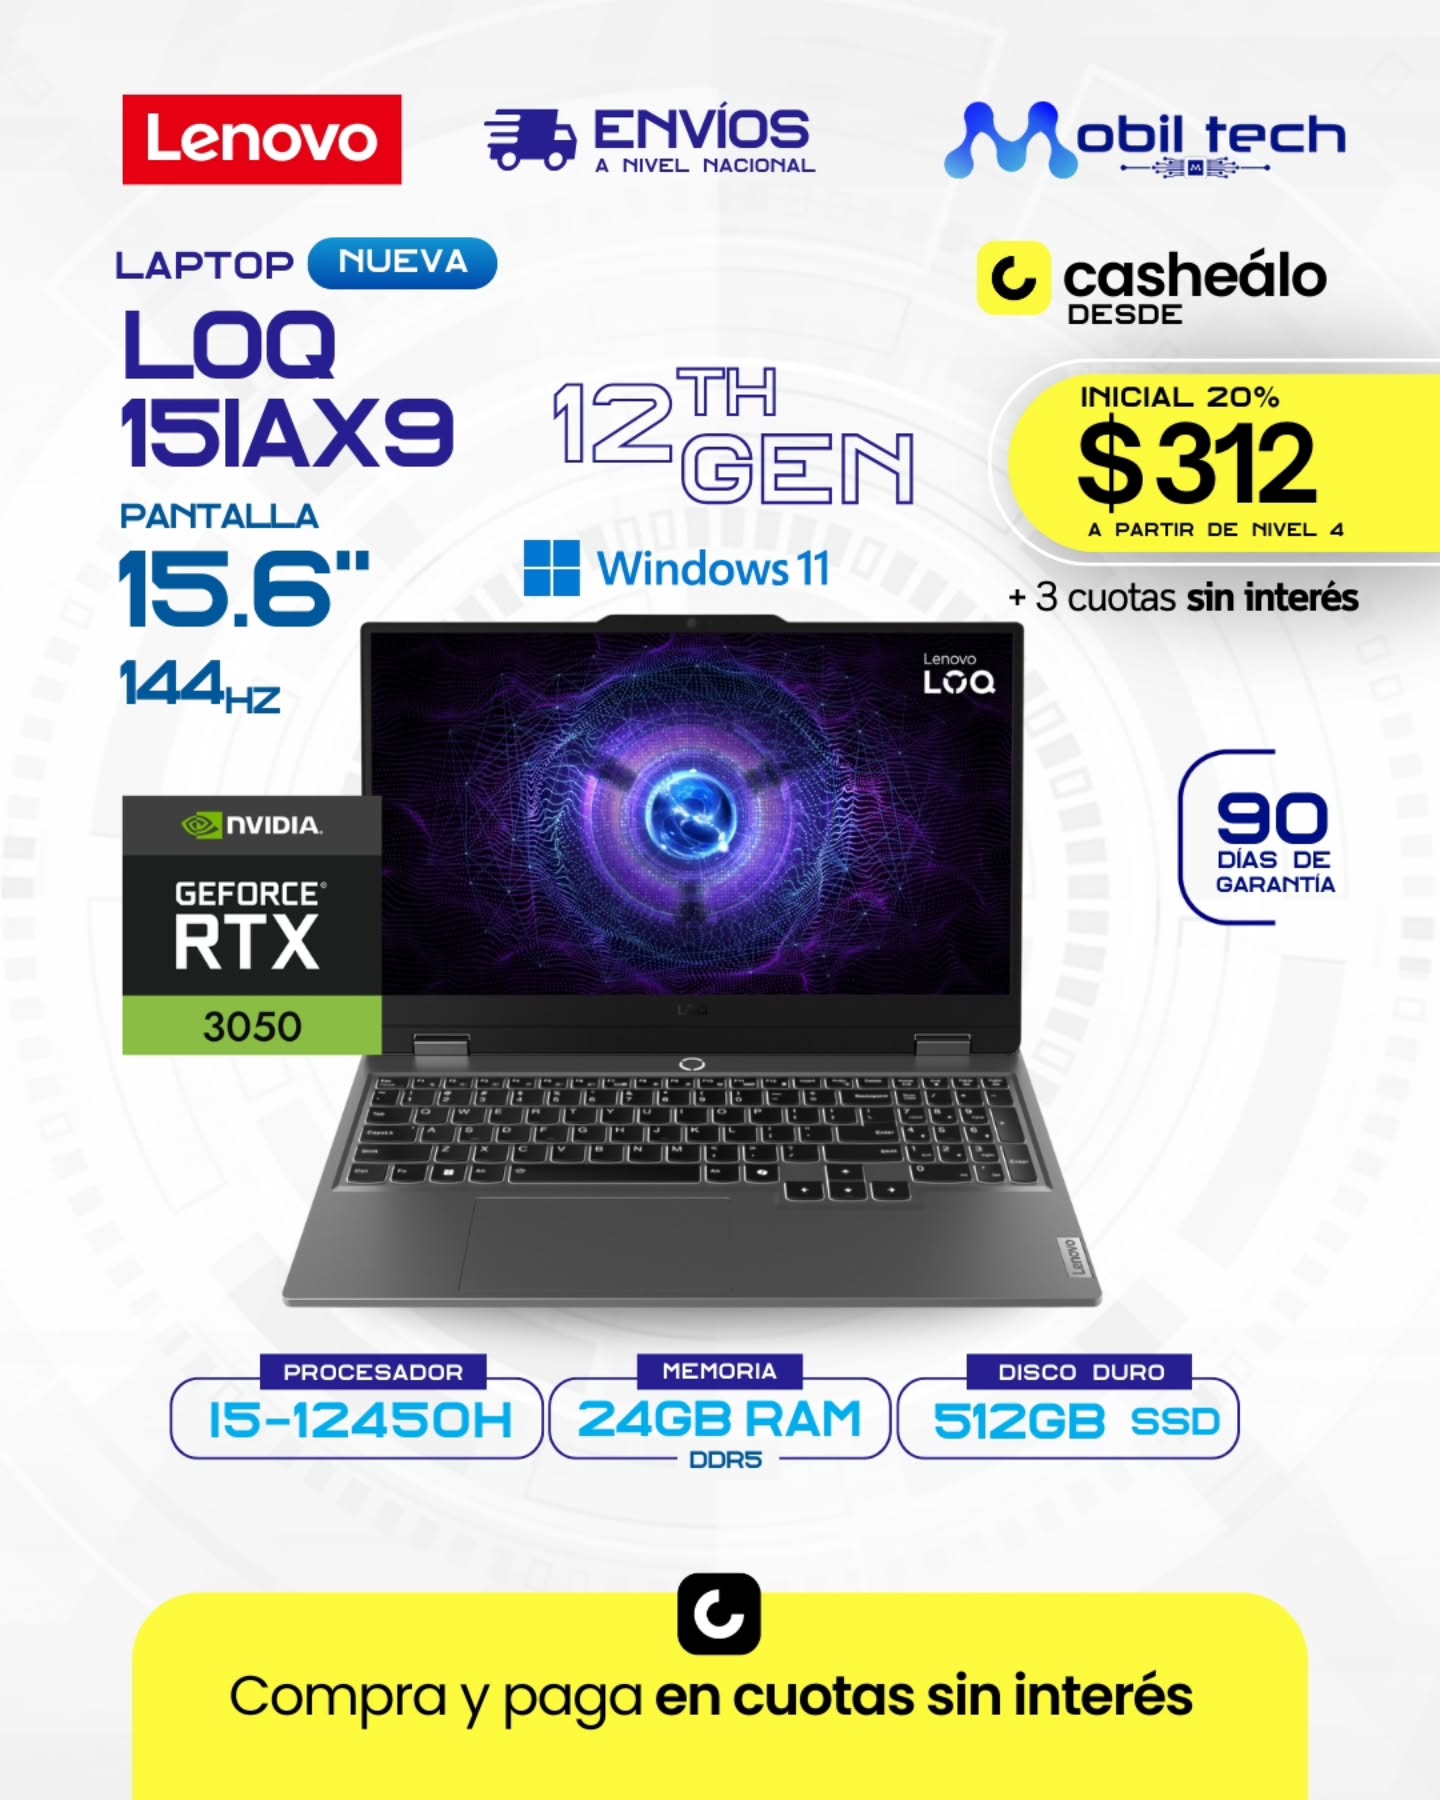 Lenovo
ENVÍOS
A NIVEL NACIONAL
Mobil tech
M
LAPTOP NUEVA
LOQ
15IAX9
PANTALLA
15.6"
144HZ
12TH
GEN
Windows 11
casheálo
DESDE
INICIAL 20%
$312
A PARTIR DE NIVEL 4
+ 3 cuotas sin interés
Lenovo
LOQ
NVIDIA.
GEFORCE®
RTX
3050
90
DÍAS DE
GARANTÍA
LOQ
Q W E R T Y U I O P
A S D F G H J K L
Z X C V B N M
Lenovo
PROCESADOR
I5-12450H
MEMORIA
24GB RAM
DDR5
DISCO DURO
512GB SSD
Compra y paga en cuotas sin interés